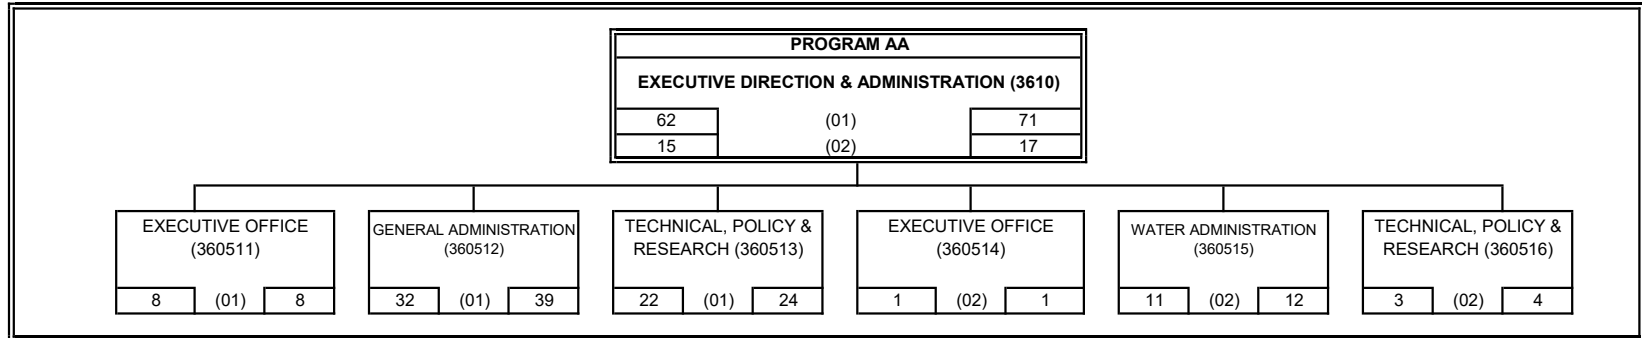 PROGRAM AA
EXECUTIVE DIRECTION & ADMINISTRATION (3610)
62 (01) 71
15 (02) 17
EXECUTIVE OFFICE
(360511)
8 (01) 8
GENERAL ADMINISTRATION
(360512)
32 (01) 39
TECHNICAL, POLICY &
RESEARCH (360513)
22 (01) 24
EXECUTIVE OFFICE
(360514)
1 (02) 1
WATER ADMINISTRATION
(360515)
11 (02) 12
TECHNICAL, POLICY &
RESEARCH (360516)
3 (02) 4